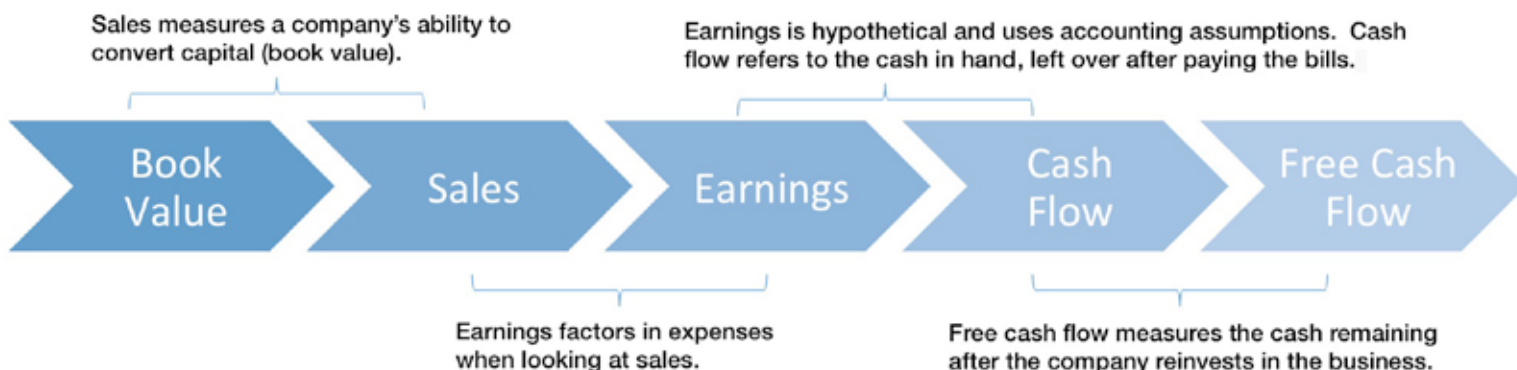 Sales measures a company's ability to
convert capital (book value).
Earnings is hypothetical and uses accounting assumptions.  Cash
flow refers to the cash in hand, left over after paying the bills.
Book
Value
Sales
Earnings
Cash
Flow
Free Cash
Flow
Earnings factors in expenses
when looking at sales.
Free cash flow measures the cash remaining
after the company reinvests in the business.